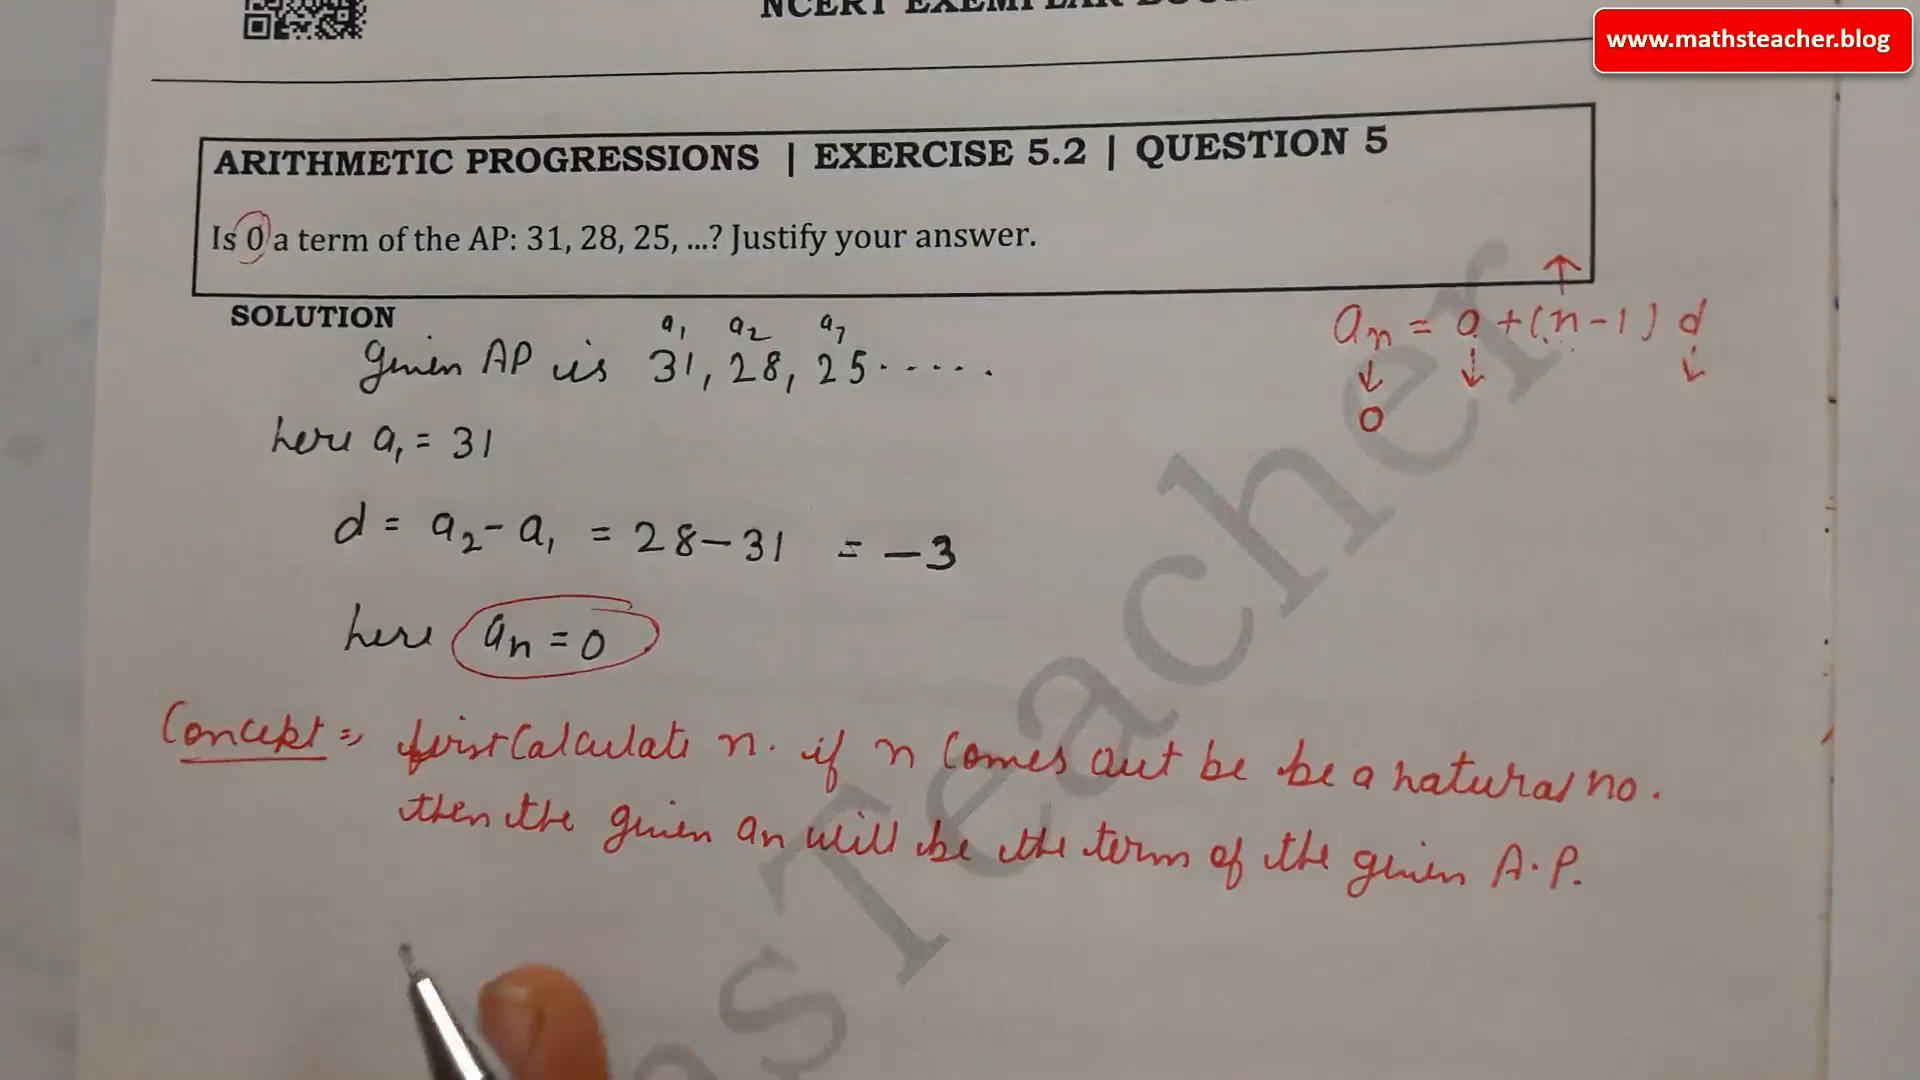 NCERT EXEMPLAR
www.mathsteacher.blog
ARITHMETIC PROGRESSIONS | EXERCISE 5.2 | QUESTION 5
Is 0 a term of the AP: 31, 28, 25, ...? Justify your answer.
SOLUTION
a₁ a₂
given AP is 31, 28, 25......
aₙ = a + (n-1) d
0
here a₁ = 31
d = a₂ - a₁ = 28 - 31 = -3
here aₙ = 0
Concept ⇒ first Calculate n. if n Comes out be be a natural no.
then the given an will be the term of the given A.P.
sTeacher